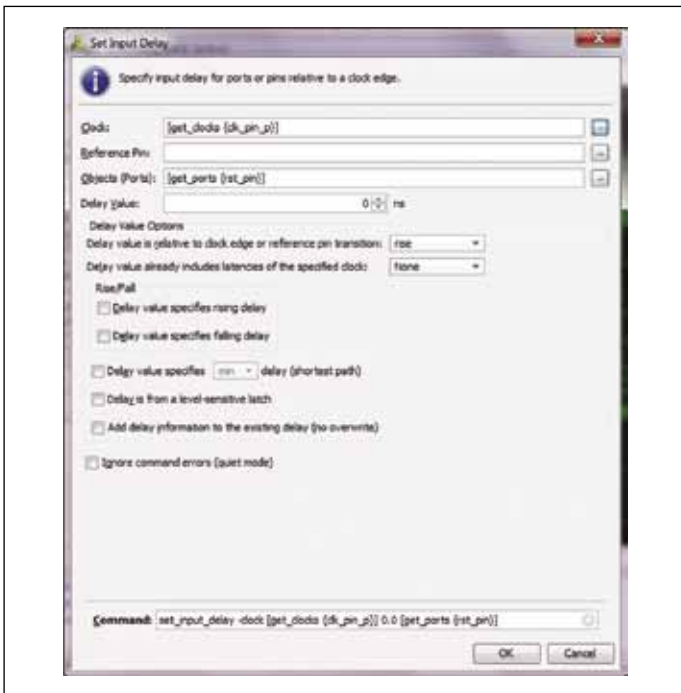 Set Input Delay
Specify input delay for ports or pins relative to a clock edge.
Clock: [get_clocks {clk_pin_p}]
Reference Pin:
Objects (Ports): [get_ports {rst_pin}]
Delay Value: 0 ns
Delay Value Options
Delay value is relative to clock edge or reference pin transition: rise
Delay value already includes latencies of the specified clock: None
Rise/Fall
Delay value specifies rising delay
Delay value specifies falling delay
Delay value specifies min delay (shortest path)
Delay is from a level-sensitive latch
Add delay information to the existing delay (no overwrite)
Ignore command errors (quiet mode)
Command: set_input_delay -clock [get_clocks {clk_pin_p}] 0.0 [get_ports {rst_pin}]
OK Cancel